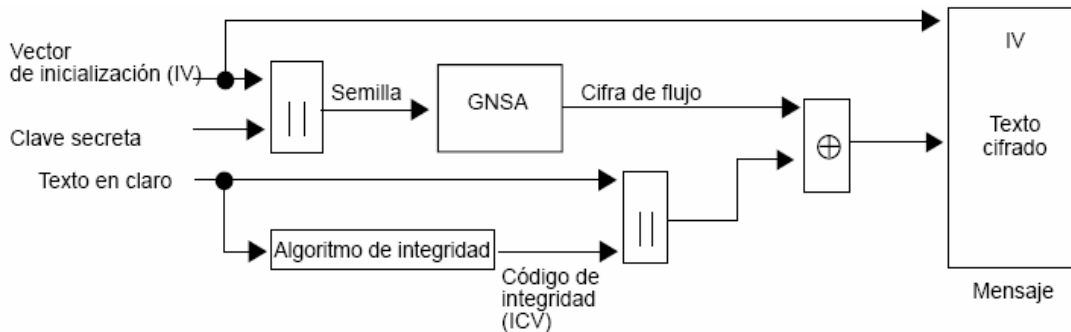 Vector
de inicialización (IV)
Clave secreta
| |
Semilla
GNSA
Cifra de flujo
⊕
IV
Texto
cifrado
Mensaje
Texto en claro
Algoritmo de integridad
Código de
integridad
(ICV)
| |